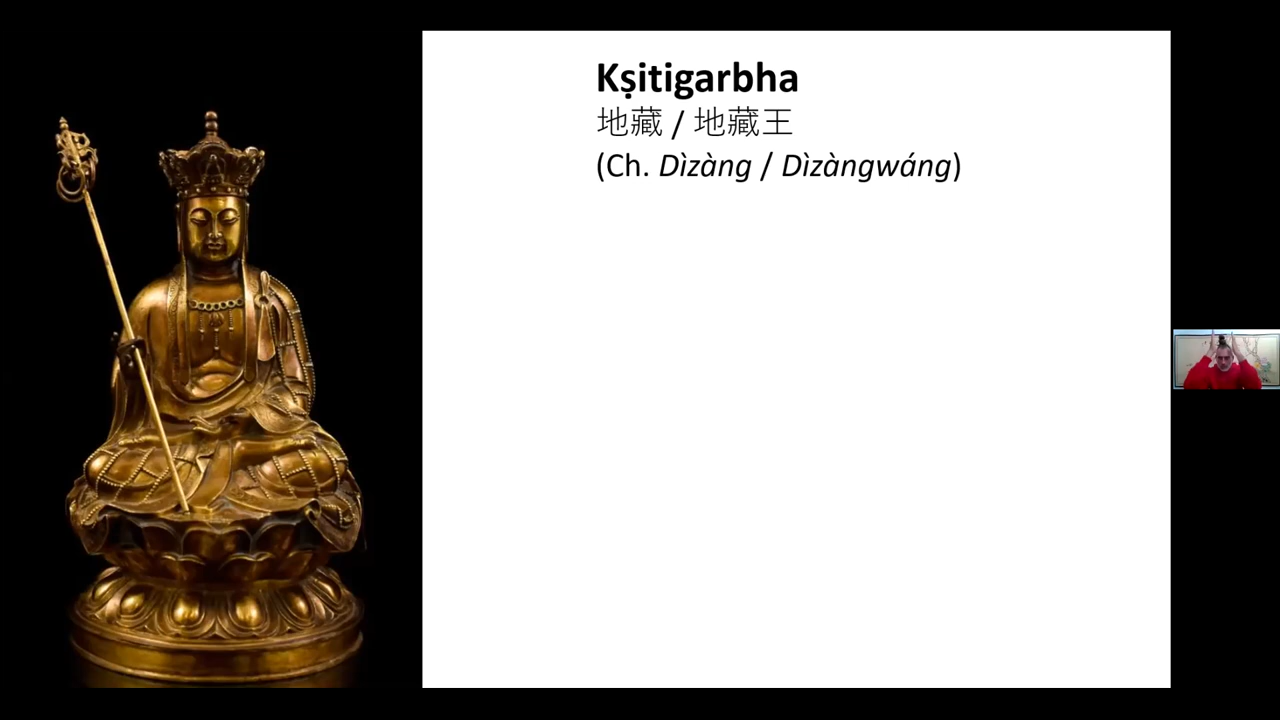 Kṣitigarbha
地藏 / 地藏王
(Ch. Dìzàng / Dìzàngwáng)